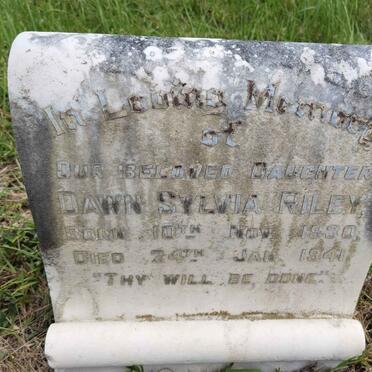 In Loving Memory
of
OUR BELOVED DAUGHTER
DAWN SYLVIA RILEY.
BORN 10TH NOV. 1930.
DIED 24TH JAN. 1941.
"THY WILL BE DONE."